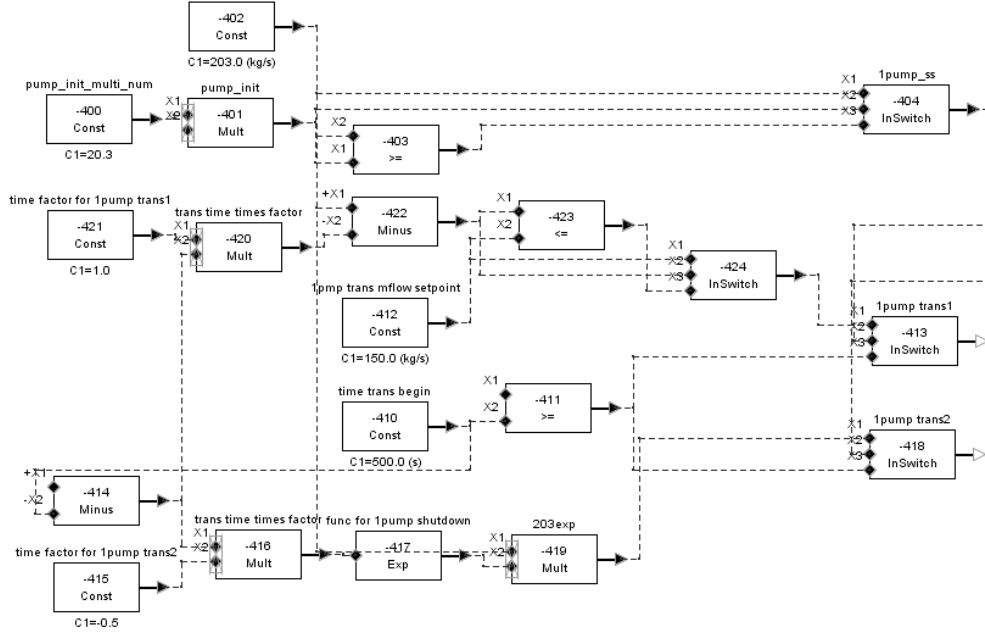 -402
Const
C1=203.0 (kg/s)
pump_init_multi_num
-400
Const
C1=20.3
pump_init
X1
X2
-401
Mult
1pump_ss
X1
X2
X3
-404
InSwitch
X2
X1
-403
>=
time factor for 1pump trans1
-421
Const
C1=1.0
trans time times factor
X1
X2
-420
Mult
+X1
-X2
-422
Minus
X1
X2
-423
<=
X1
X2
X3
-424
InSwitch
1pmp trans mflow setpoint
-412
Const
C1=150.0 (kg/s)
1pump trans1
X1
X2
X3
-413
InSwitch
time trans begin
-410
Const
C1=500.0 (s)
X1
X2
-411
>=
1pump trans2
X1
X2
X3
-418
InSwitch
+X1
-X2
-414
Minus
time factor for 1pump trans2
-415
Const
C1=-0.5
trans time times factor
X1
X2
-416
Mult
func for 1pump shutdown
-417
Exp
203exp
X1
X2
-419
Mult